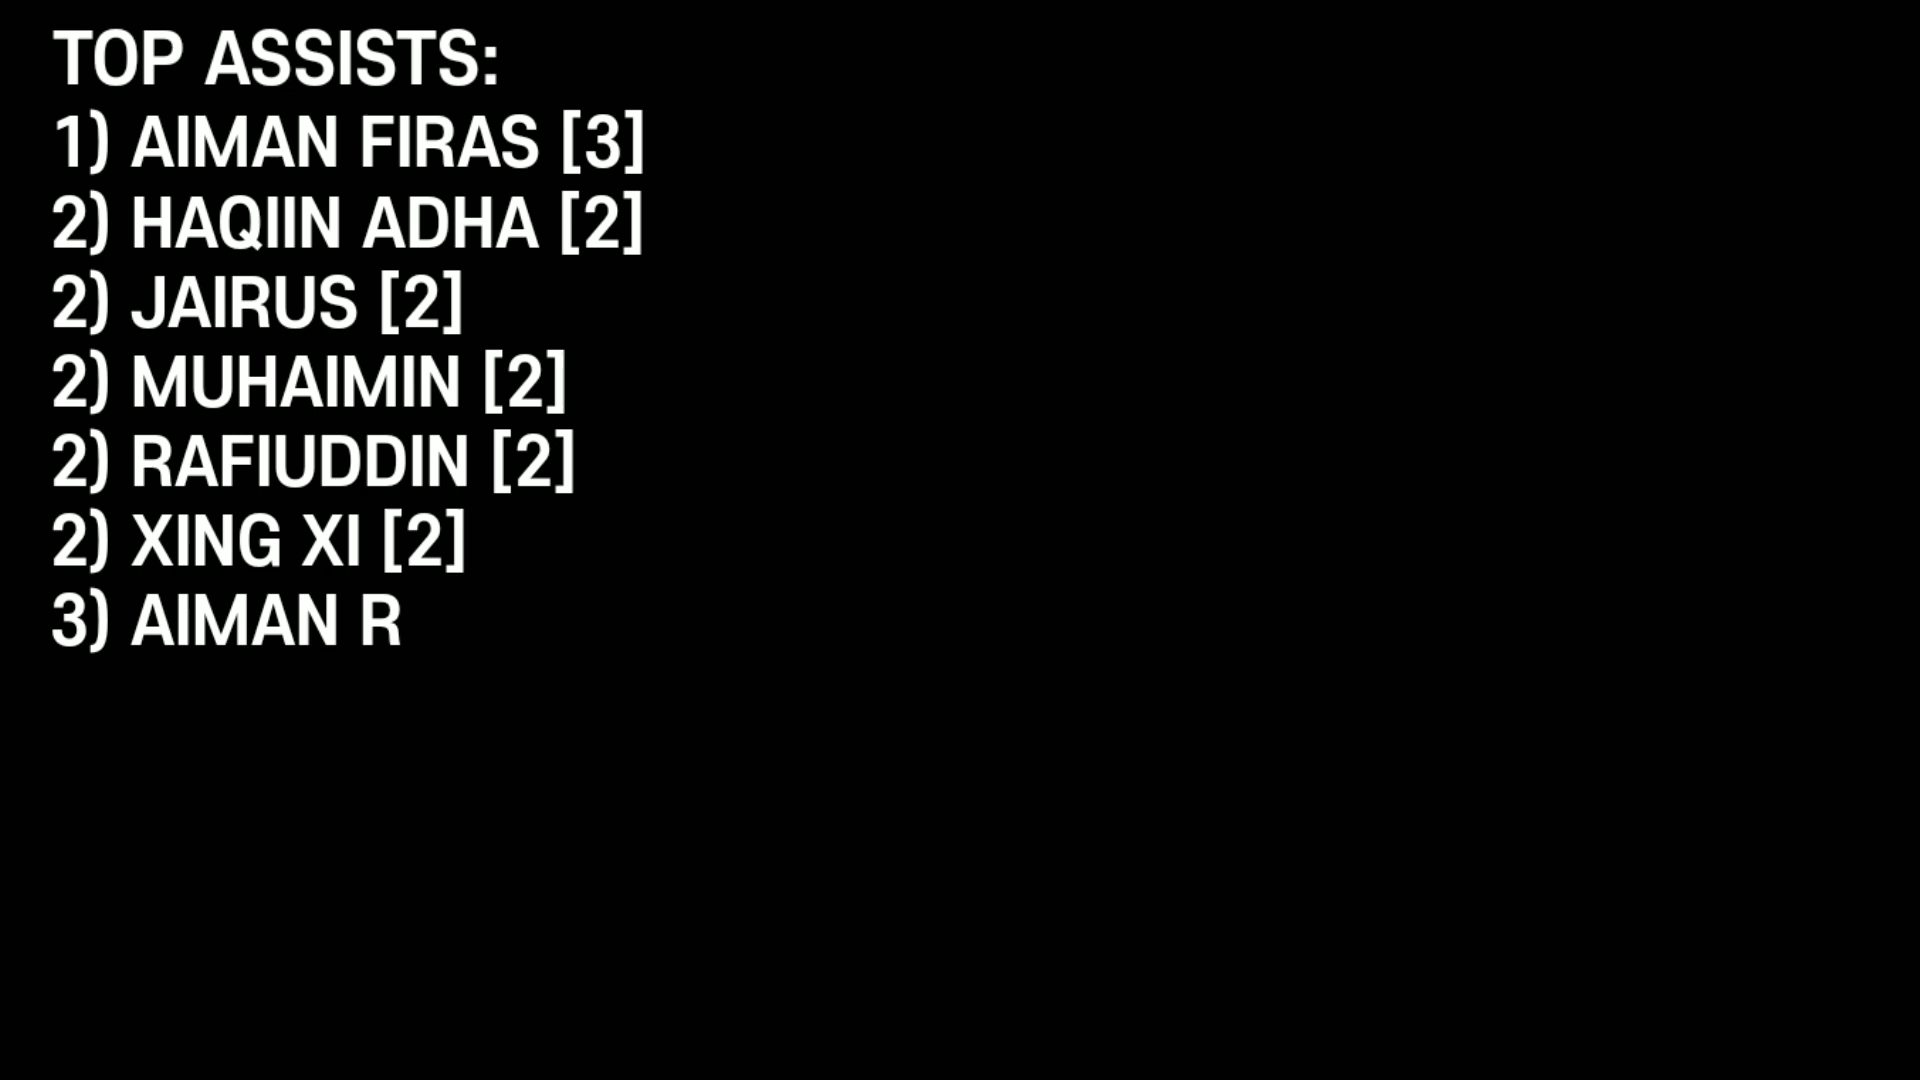 TOP ASSISTS:
1) AIMAN FIRAS [3]
2) HAQIIN ADHA [2]
2) JAIRUS [2]
2) MUHAIMIN [2]
2) RAFIUDDIN [2]
2) XING XI [2]
3) AIMAN R